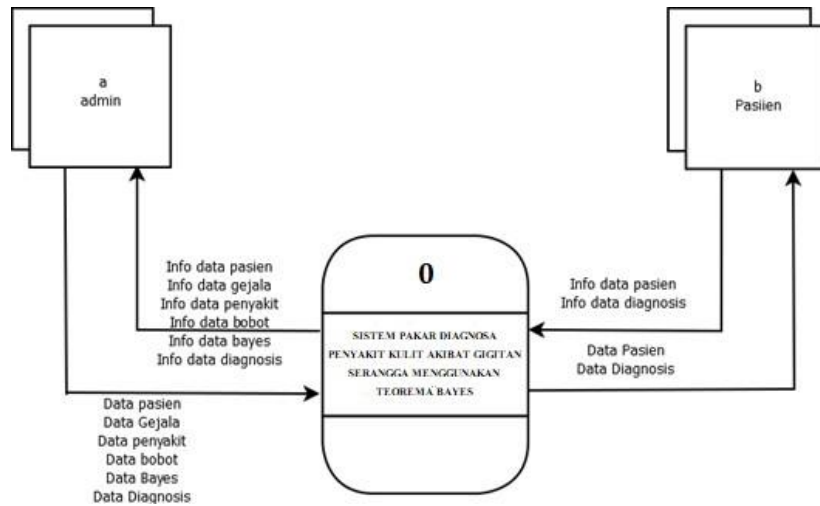 a
admin
b
Pasiien
Info data pasien
Info data gejala
Info data penyakit
Info data bobot
Info data bayes
Info data diagnosis
0
SISTEM PAKAR DIAGNOSA
PENYAKIT KULIT AKIBAT GIGITAN
SERANGGA MENGGUNAKAN
TEOREMA BAYES
Info data pasien
Info data diagnosis
Data Pasien
Data Diagnosis
Data pasien
Data Gejala
Data penyakit
Data bobot
Data Bayes
Data Diagnosis